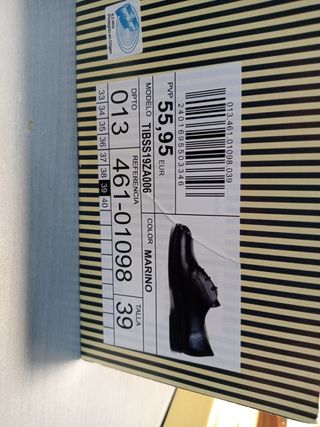 013.461.01098.039
PVP 55,95 EUR
2401695503346
MODELO TIBSS19ZA006
COLOR MARINO
DPTO REFERENCIA TALLA
013 461-01098 39
33 34 35 36 37 38 39 40